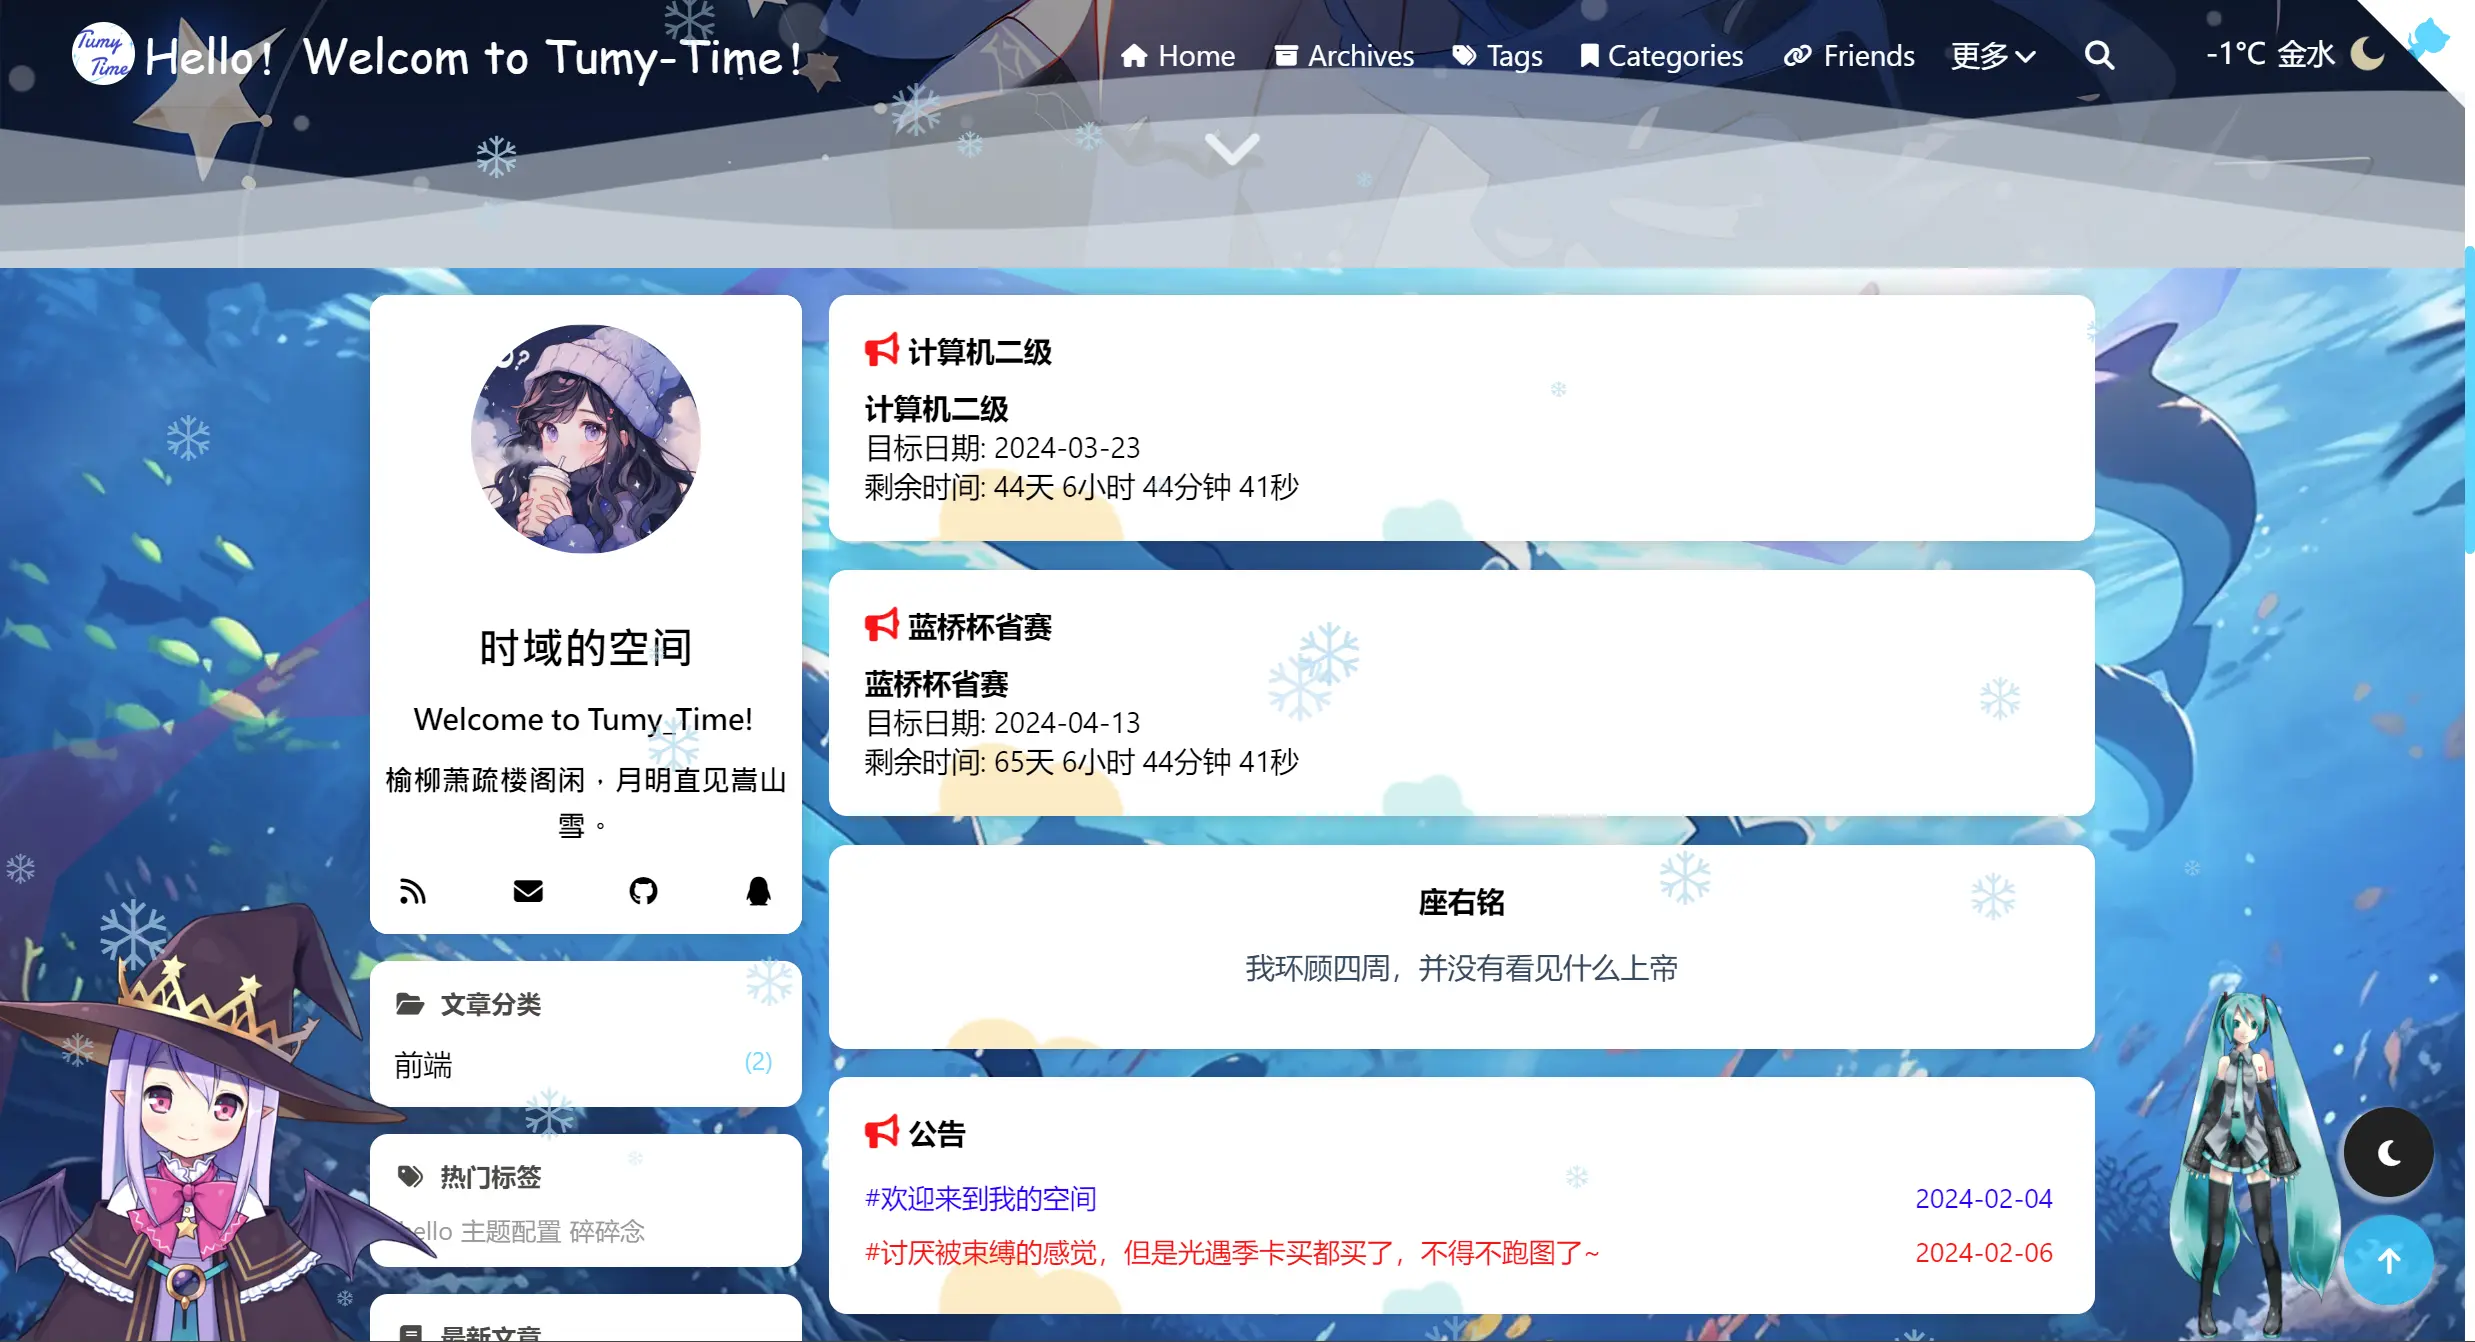 Tumy
Time
Hello！Welcom to Tumy-Time！
Home
Archives
Tags
Categories
Friends
更多
-1°C 金水
时域的空间
Welcome to Tumy_Time!
榆柳萧疏楼阁闲，月明直见嵩山
雪。
文章分类
前端
(2)
热门标签
hello 主题配置 碎碎念
最新文章
计算机二级
计算机二级
目标日期: 2024-03-23
剩余时间: 44天 6小时 44分钟 41秒
蓝桥杯省赛
蓝桥杯省赛
目标日期: 2024-04-13
剩余时间: 65天 6小时 44分钟 41秒
座右铭
我环顾四周，并没有看见什么上帝
公告
#欢迎来到我的空间
2024-02-04
#讨厌被束缚的感觉，但是光遇季卡买都买了，不得不跑图了~
2024-02-06